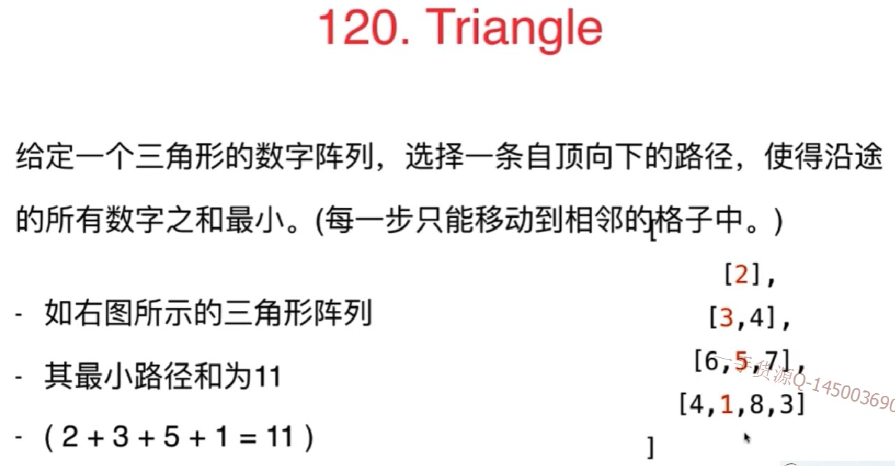 120. Triangle
给定一个三角形的数字阵列，选择一条自顶向下的路径，使得沿途
的所有数字之和最小。(每一步只能移动到相邻的格子中。)
[
[2],
[3,4],
[6,5,7],
[4,1,8,3]
]
- 如右图所示的三角形阵列
- 其最小路径和为11
- ( 2 + 3 + 5 + 1 = 11 )
一手货源Q-145003690